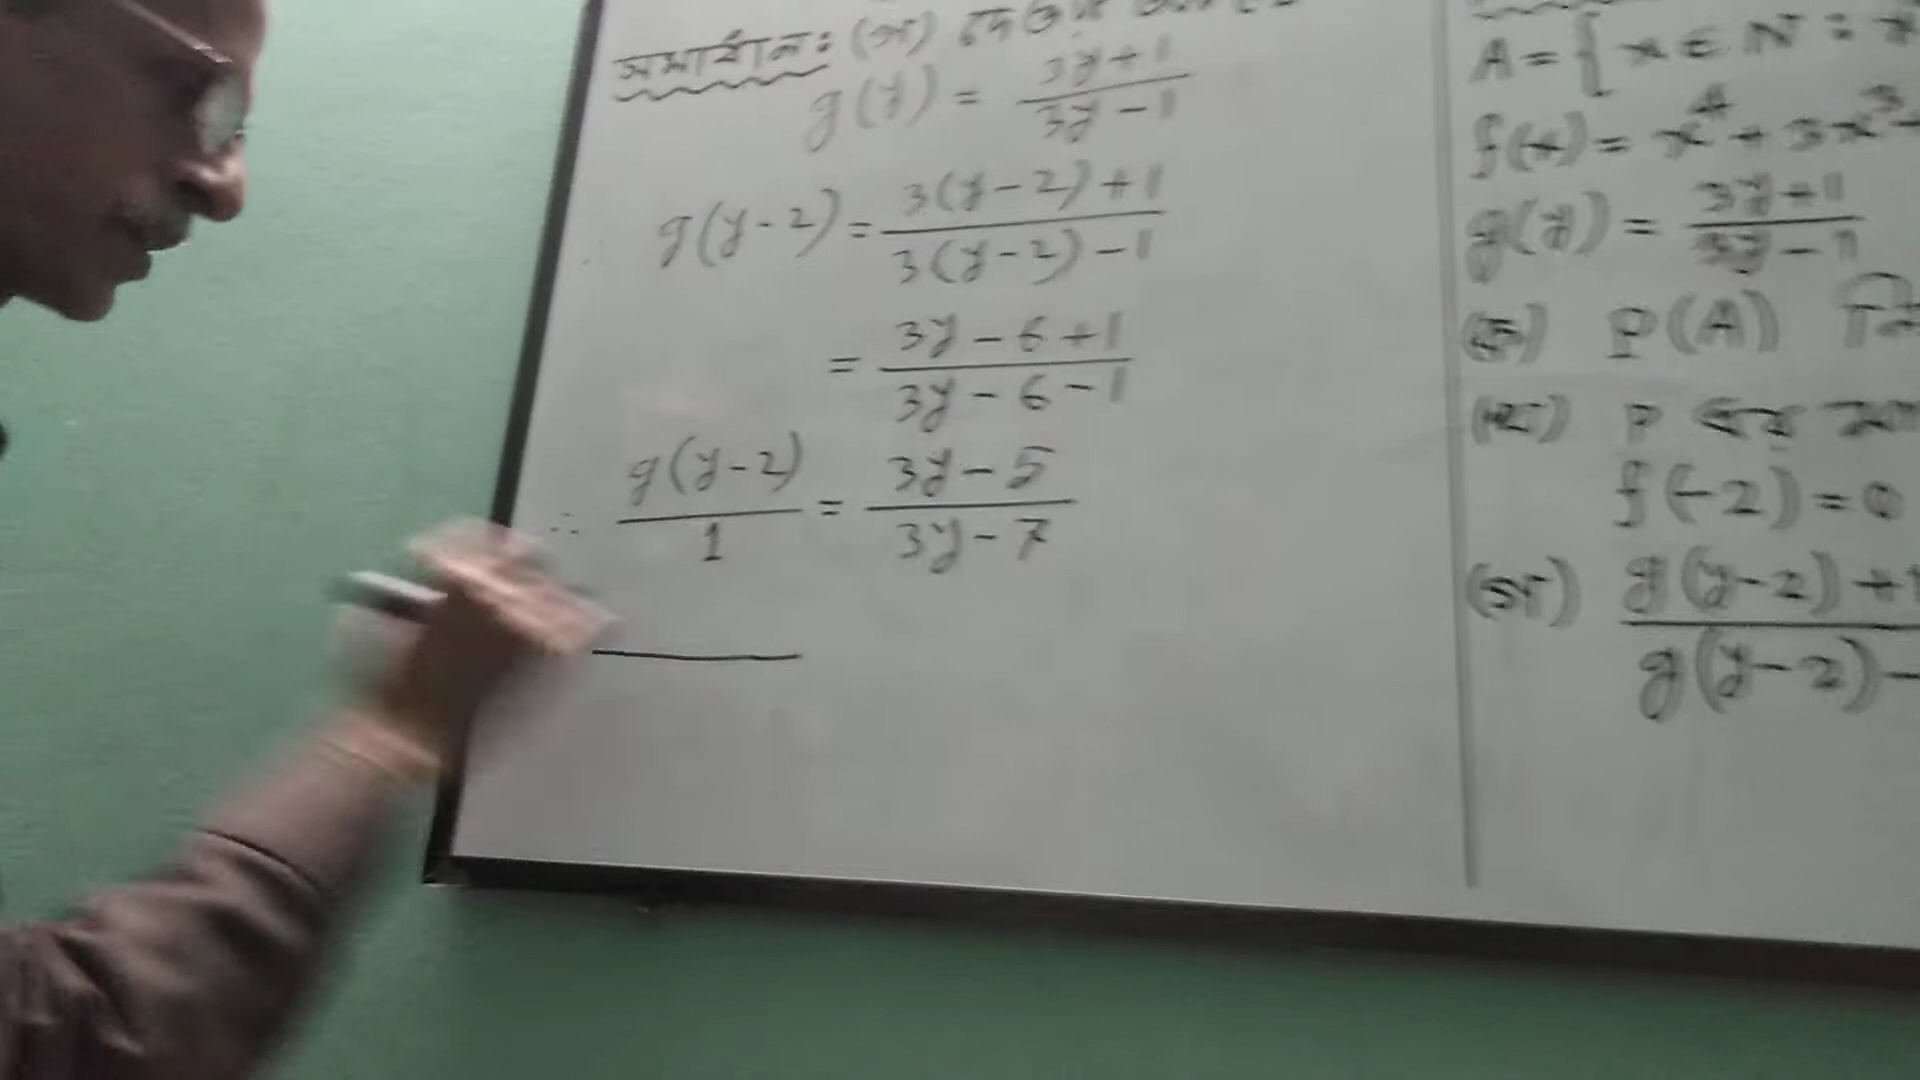 সমাধান: (গ)
g(y) = (3y+1)/(3y-1)
g(y-2) = (3(y-2)+1)/(3(y-2)-1)
= (3y-6+1)/(3y-6-1)
∴ g(y-2)/1 = (3y-5)/(3y-7)
A = { x ∈ N :
f(x) = x⁴ + 3x³
g(y) = (3y+1)/(3y-1)
(ক) P(A)
(খ) P এর
f(-2) = 0
(গ) g(y-2)+1
g(y-2)-